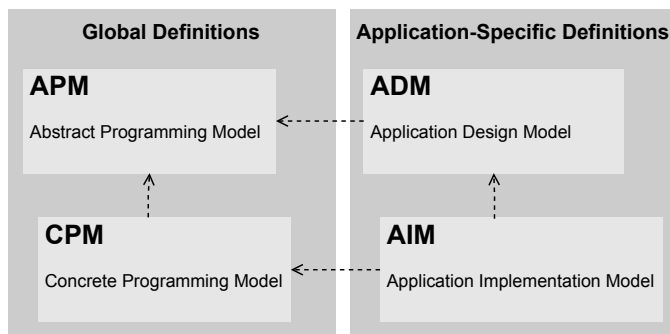 Global Definitions
APM
Abstract Programming Model
CPM
Concrete Programming Model
Application-Specific Definitions
ADM
Application Design Model
AIM
Application Implementation Model